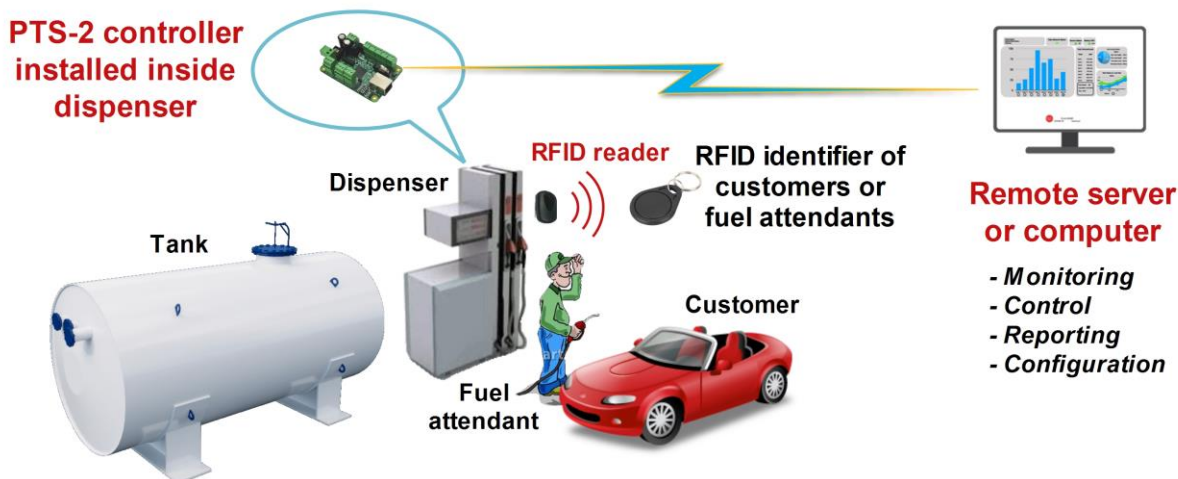 PTS-2 controller
installed inside
dispenser
RFID reader
RFID identifier of
customers or
fuel attendants
Dispenser
Tank
Customer
Fuel
attendant
Remote server
or computer
- Monitoring
- Control
- Reporting
- Configuration